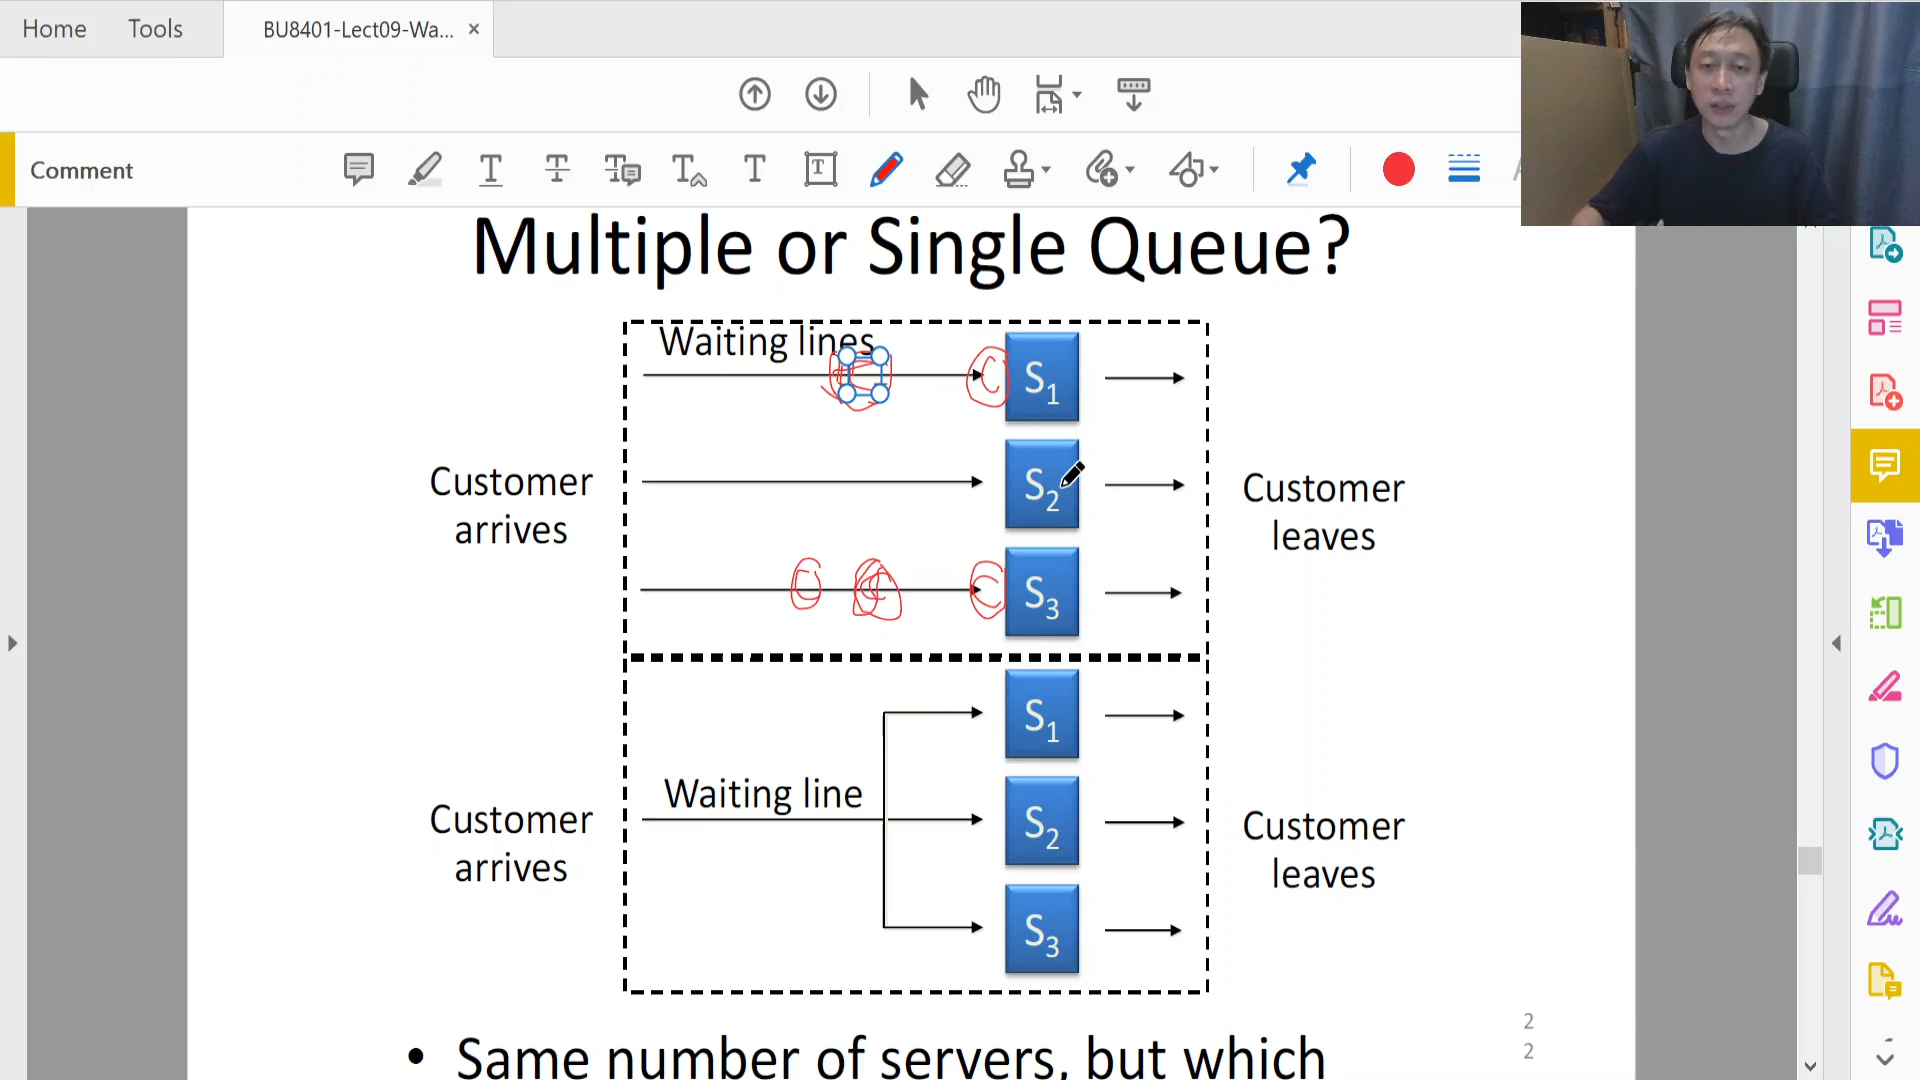 Home Tools BU8401-Lect09-Wa... ×
Comment
Multiple or Single Queue?
Waiting lines
C C S1
Customer
arrives
S2
Customer
leaves
C C C S3
S1
Waiting line
Customer
arrives
S2
Customer
leaves
S3
2
2
• Same number of servers, but which